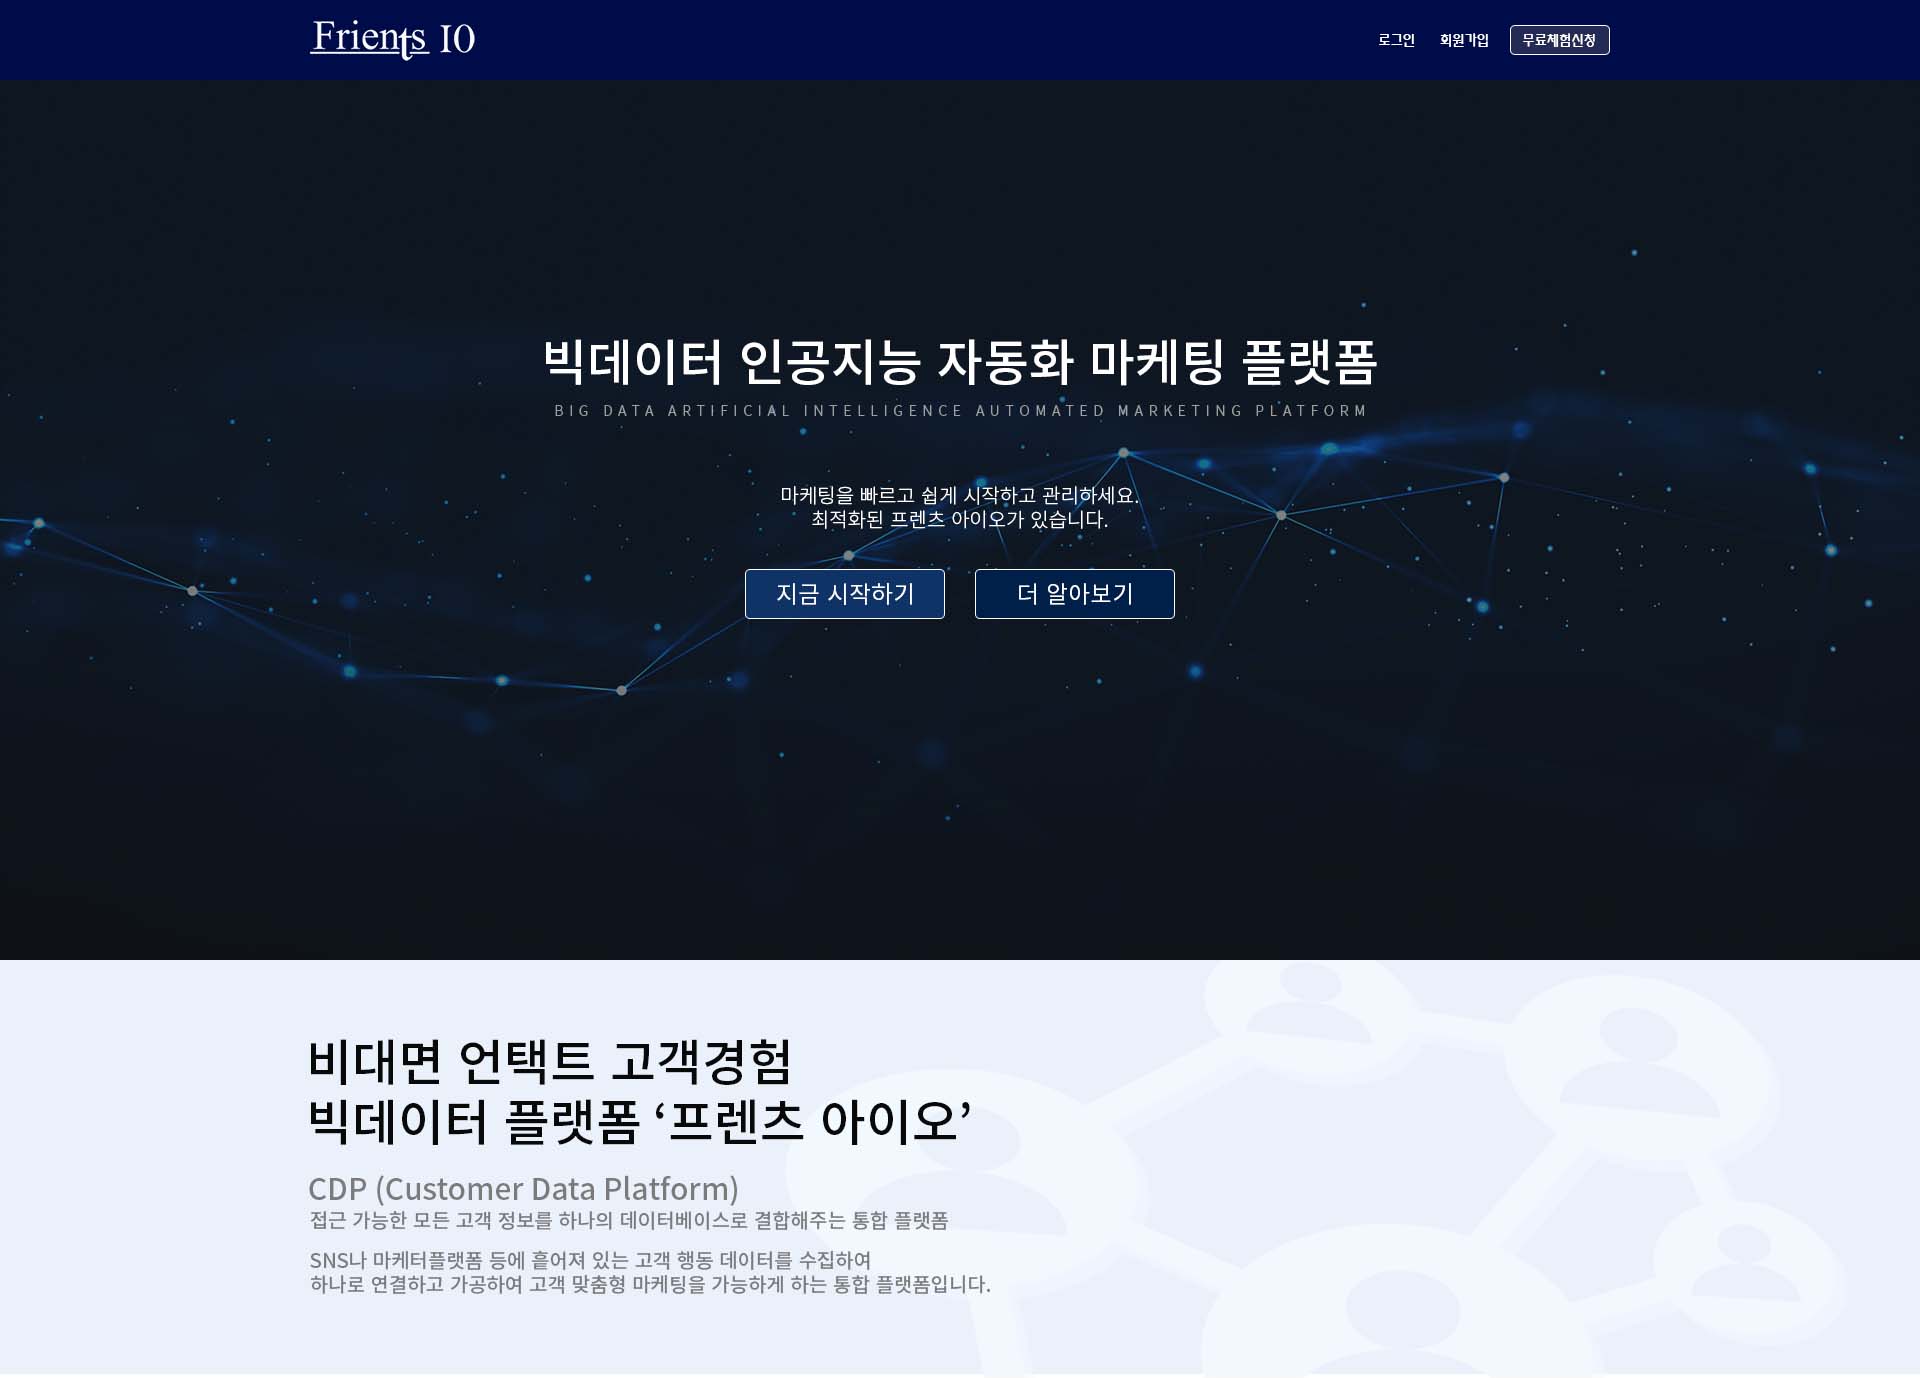 Frients IO
로그인 회원가입 무료체험신청
빅데이터 인공지능 자동화 마케팅 플랫폼
BIG DATA ARTIFICIAL INTELLIGENCE AUTOMATED MARKETING PLATFORM
마케팅을 빠르고 쉽게 시작하고 관리하세요.
최적화된 프렌츠 아이오가 있습니다.
지금 시작하기 더 알아보기
비대면 언택트 고객경험
빅데이터 플랫폼 ‘프렌츠 아이오’
CDP (Customer Data Platform)
접근 가능한 모든 고객 정보를 하나의 데이터베이스로 결합해주는 통합 플랫폼
SNS나 마케터플랫폼 등에 흩어져 있는 고객 행동 데이터를 수집하여
하나로 연결하고 가공하여 고객 맞춤형 마케팅을 가능하게 하는 통합 플랫폼입니다.